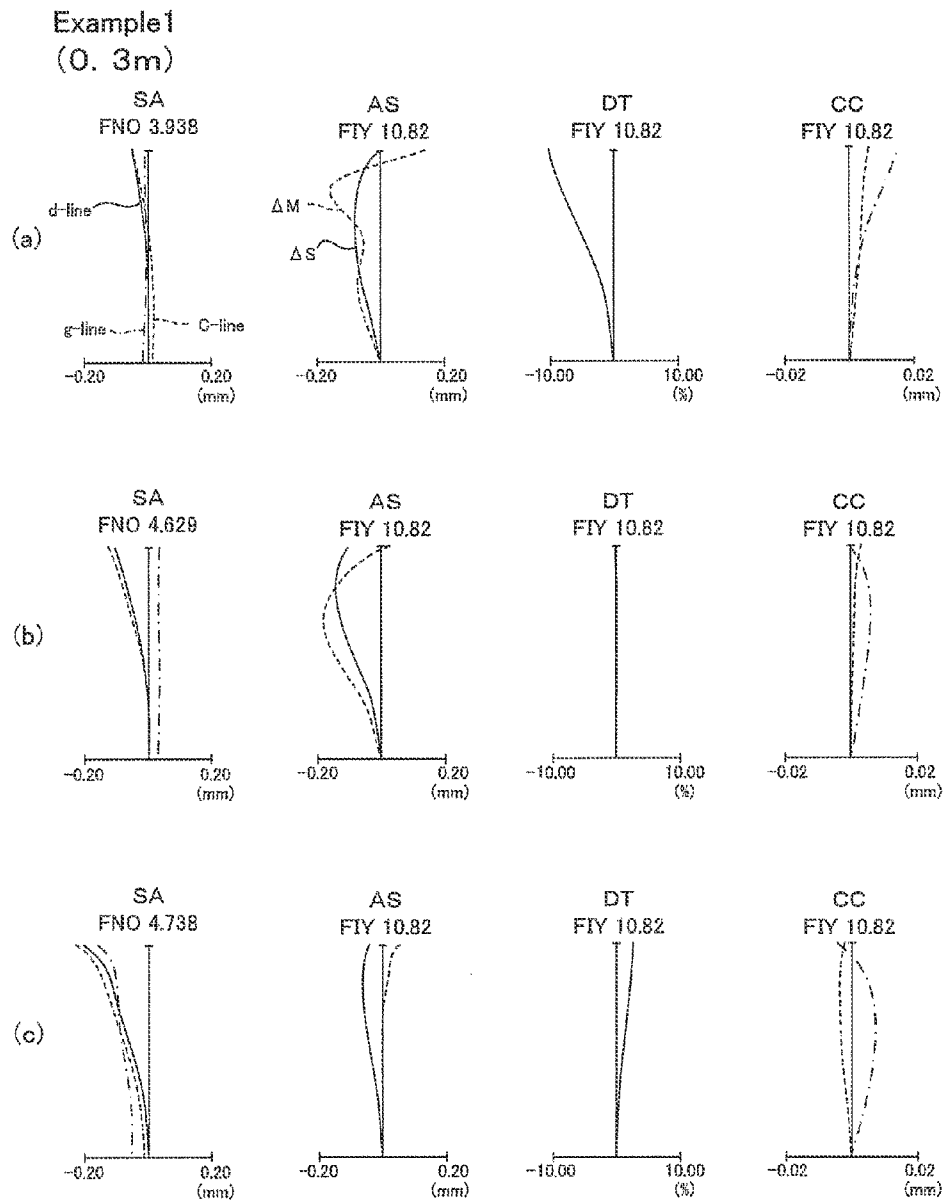 Example1
(0. 3m)
(a)
SA
FNO 3.938
d-line
g-line
C-line
-0.20
0.20
(mm)
AS
FIY 10.82
ΔM
ΔS
-0.20
0.20
(mm)
DT
FIY 10.82
-10.00
10.00
(%)
CC
FIY 10.82
-0.02
0.02
(mm)
(b)
SA
FNO 4.629
-0.20
0.20
(mm)
AS
FIY 10.82
-0.20
0.20
(mm)
DT
FIY 10.82
-10.00
10.00
(%)
CC
FIY 10.82
-0.02
0.02
(mm)
(c)
SA
FNO 4.738
-0.20
0.20
(mm)
AS
FIY 10.82
-0.20
0.20
(mm)
DT
FIY 10.82
-10.00
10.00
(%)
CC
FIY 10.82
-0.02
0.02
(mm)